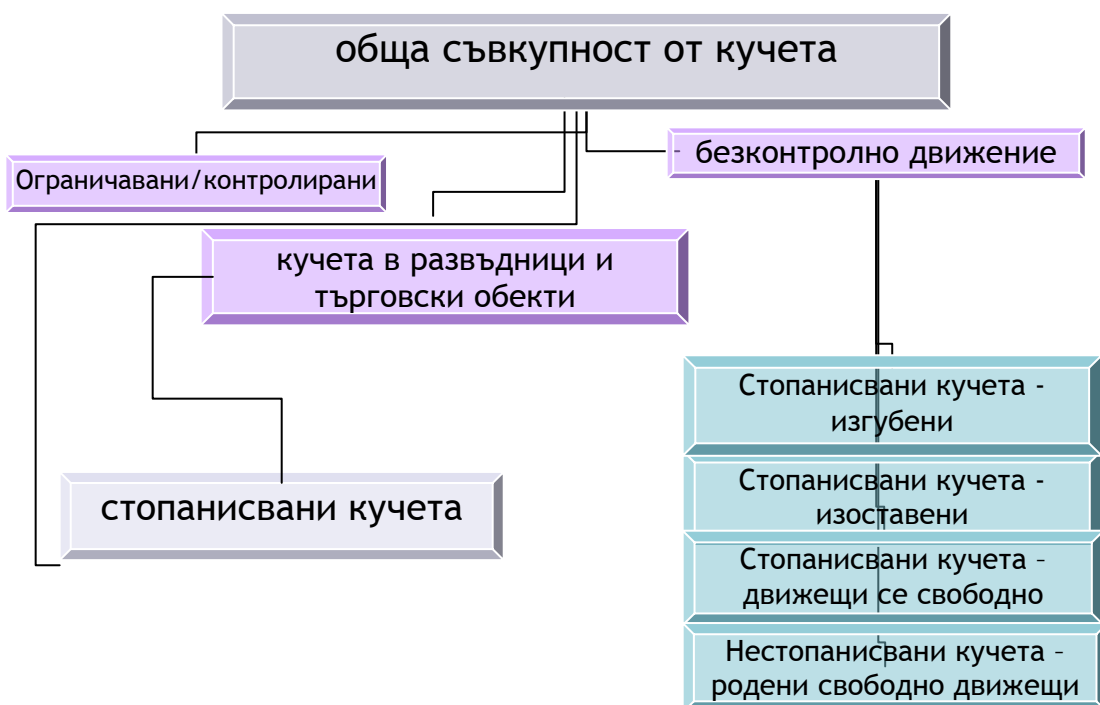 обща съвкупност от кучета
безконтролно движение
Ограничавани/контролирани
кучета в развъдници и
търговски обекти
Стопанисвани кучета -
изгубени
стопанисвани кучета
Стопанисвани кучета -
изоставени
Стопанисвани кучета –
движещи се свободно
Нестопанисвани кучета –
родени свободно движещи